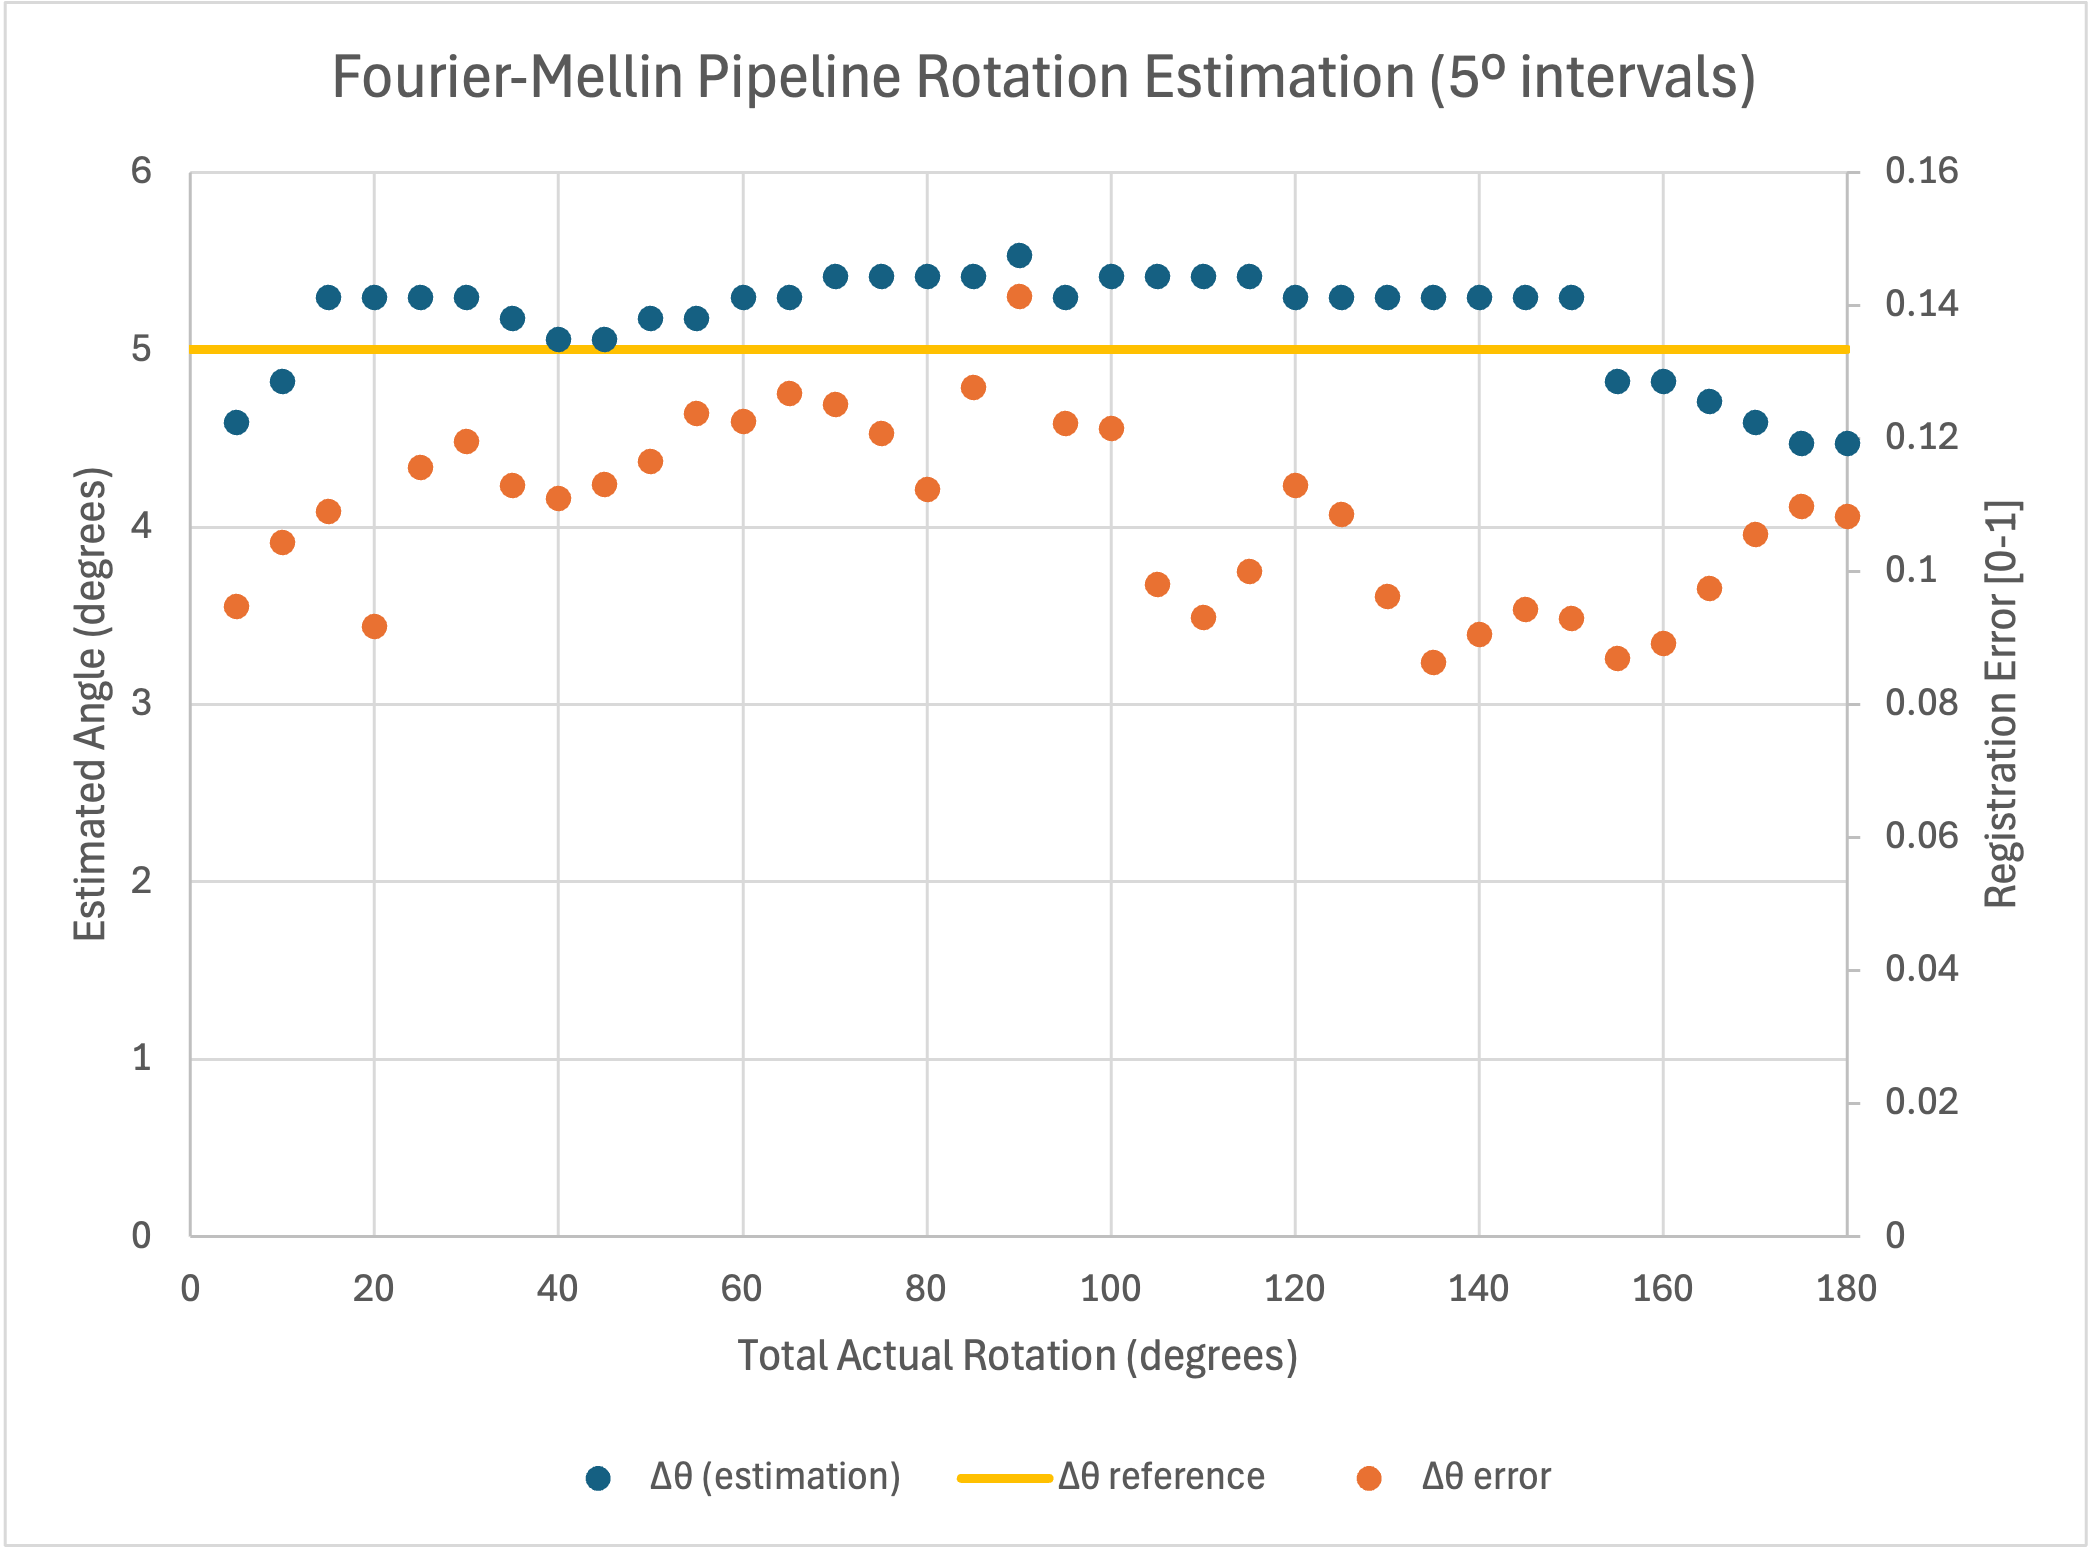 Fourier-Mellin Pipeline Rotation Estimation (5º intervals)
6
5
4
3
2
1
0
Estimated Angle (degrees)
0.16
0.14
0.12
0.1
0.08
0.06
0.04
0.02
0
Registration Error [0-1]
0 20 40 60 80 100 120 140 160 180
Total Actual Rotation (degrees)
Δθ (estimation) Δθ reference Δθ error